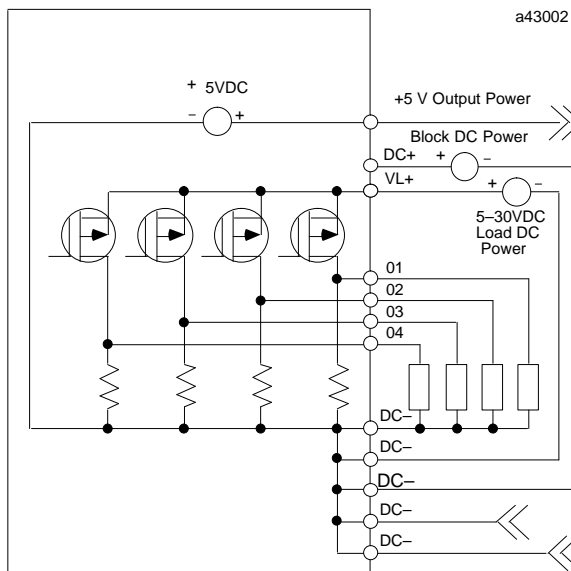 a43002
+ 5VDC
– +
+5 V Output Power
Block DC Power
DC+ + –
VL+ + –
5–30VDC
Load DC
Power
01
02
03
04
DC–
DC–
DC–
DC–
DC–